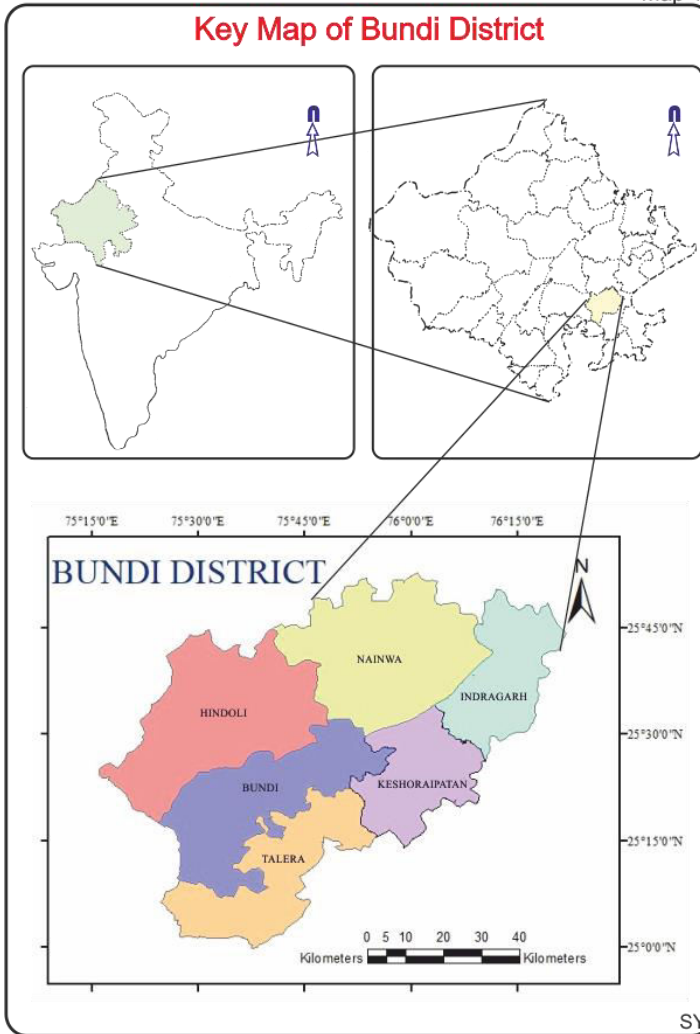 Key Map of Bundi District
n
n
75°15'0"E 75°30'0"E 75°45'0"E 76°0'0"E 76°15'0"E
BUNDI DISTRICT
N
25°45'0"N
NAINWA
INDRAGARH
HINDOLI
25°30'0"N
BUNDI
KESHORAIPATAN
25°15'0"N
TALERA
0 5 10 20 30 40
Kilometers Kilometers
25°0'0"N
SY